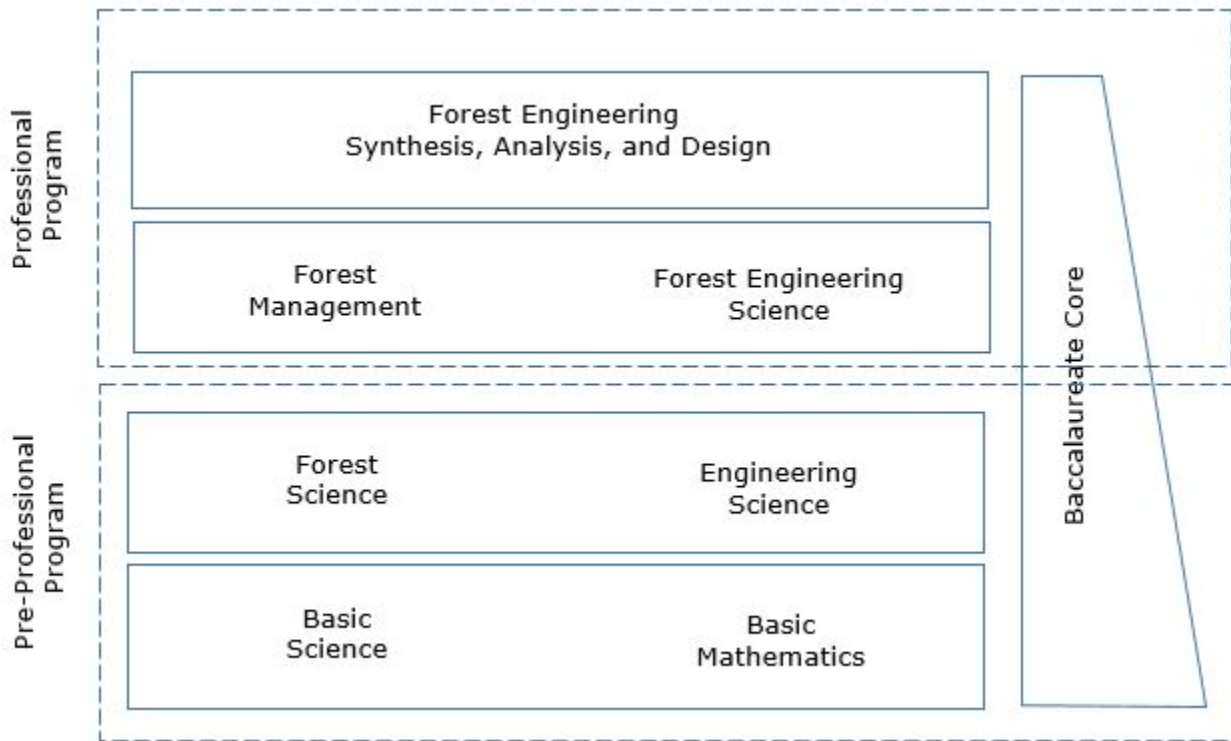 Professional
Program
Forest Engineering
Synthesis, Analysis, and Design
Forest
Management
Forest Engineering
Science
Baccalaureate Core
Pre-Professional
Program
Forest
Science
Engineering
Science
Basic
Science
Basic
Mathematics